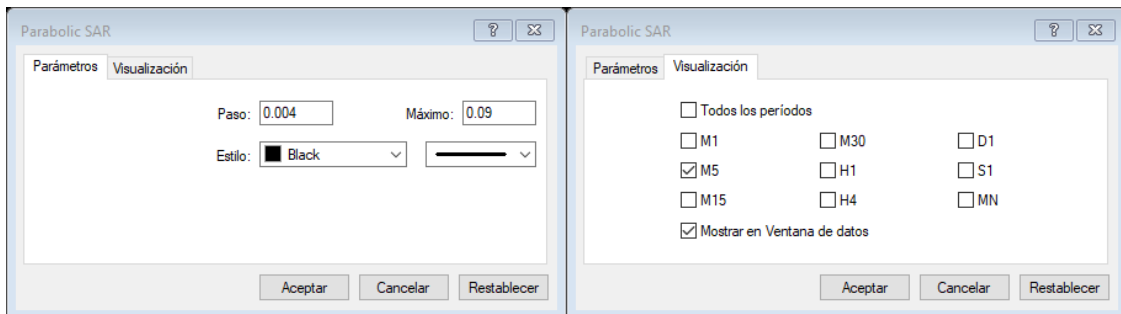 Parabolic SAR
Parámetros Visualización
Paso: 0.004 Máximo: 0.09
Estilo: Black
Aceptar Cancelar Restablecer
Parabolic SAR
Parámetros Visualización
Todos los períodos
M1 M30 D1
M5 H1 S1
M15 H4 MN
Mostrar en Ventana de datos
Aceptar Cancelar Restablecer